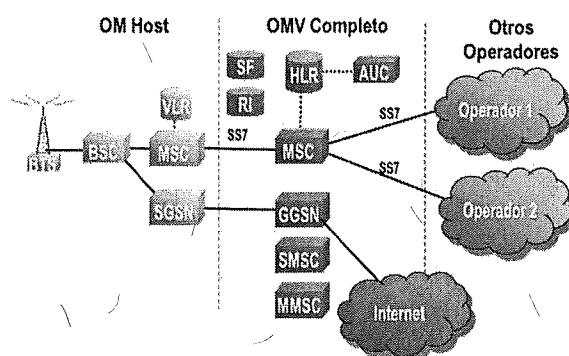 OM Host
OMV Completo
Otros
Operadores
SF
HLR
AUC
VLR
RI
Operador 1
SS7
BTS
BSC
MSC
SS7
MSC
SS7
Operador 2
SGSN
GGSN
SMSC
MMSC
Internet